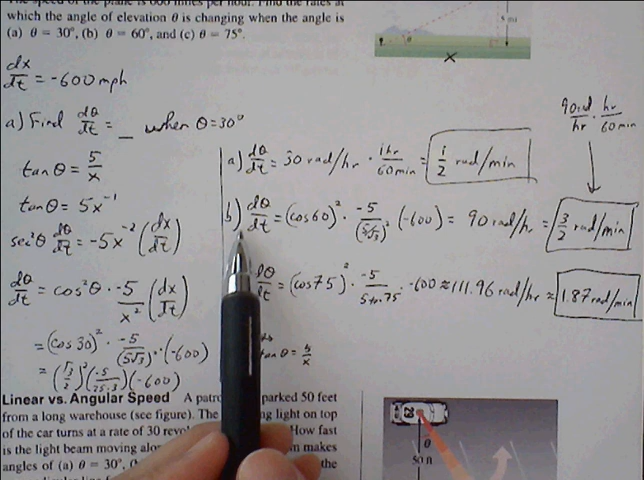 The speed of the plane is 600 miles per hour. Find the rates at
which the angle of elevation θ is changing when the angle is
(a) θ = 30°, (b) θ = 60°, and (c) θ = 75°.
5 mi
θ
x
dx/dt = -600 mph
a) Find dθ/dt = _ when θ=30°
tan θ = 5/x
tan θ = 5x^-1
sec²θ dθ/dt = -5x^-2 (dx/dt)
dθ/dt = cos²θ · -5/x² (dx/dt)
= (cos 30)² · -5/(5√3)² · (-600)
= (√3/2)² (-5/25·3)(-600)
90 rad/hr · hr/60 min
a) dθ/dt = 30 rad/hr · 1hr/60min = 1/2 rad/min
b) dθ/dt = (cos 60)² · -5/(5/√3)² (-600) = 90 rad/hr = 3/2 rad/min
dθ/dt = (cos 75)² · -5/5 tan 75 · -600 ≈ 111.96 rad/hr ≈ 1.87 rad/min
tan θ = 5/x
Linear vs. Angular Speed A patro parked 50 feet
from a long warehouse (see figure). The ng light on top
of the car turns at a rate of 30 revol How fast
is the light beam moving alon n makes
angles of (a) θ = 30°, the
θ
50 ft